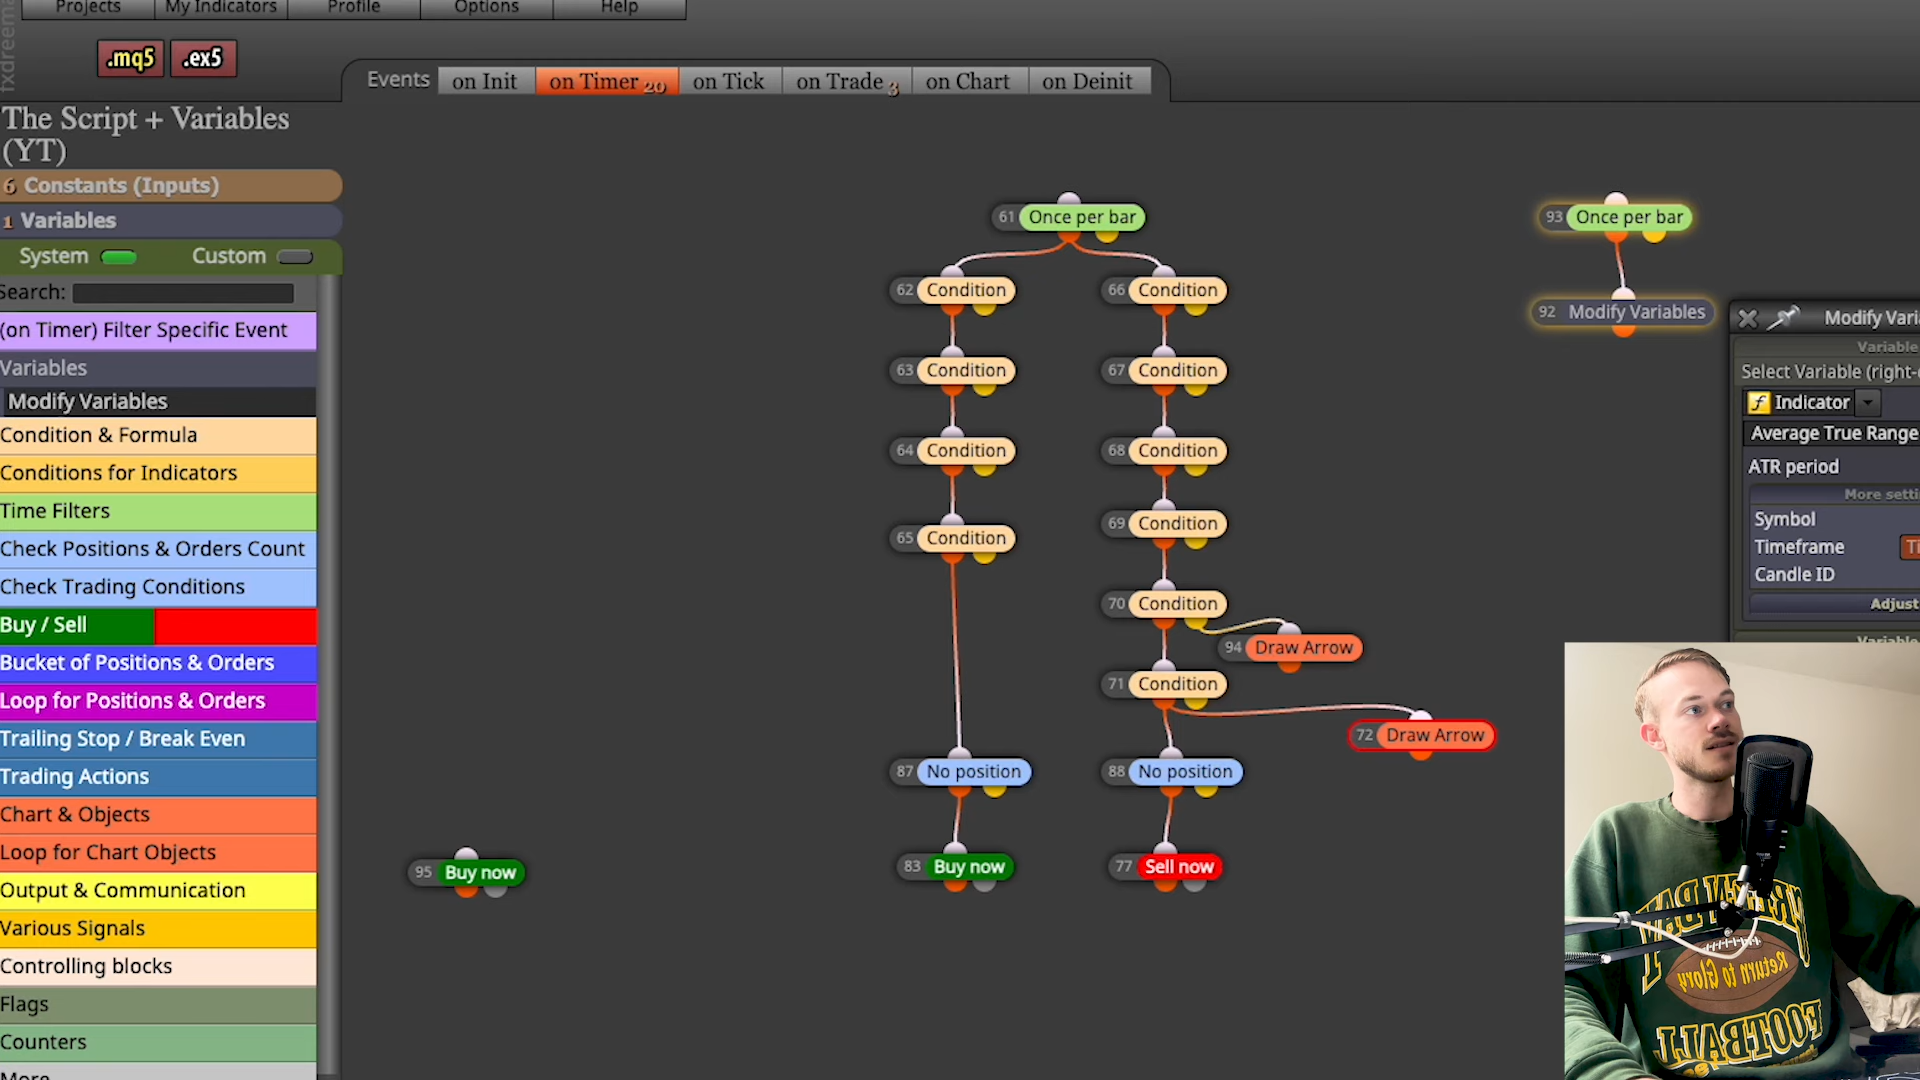 Projects
My Indicators
Profile
Options
Help
.mq5
.ex5
Events
on Init
on Timer 20
on Tick
on Trade 3
on Chart
on Deinit
The Script + Variables
(YT)
6 Constants (Inputs)
1 Variables
System
Custom
Search:
(on Timer) Filter Specific Event
Variables
Modify Variables
Condition & Formula
Conditions for Indicators
Time Filters
Check Positions & Orders Count
Check Trading Conditions
Buy / Sell
Bucket of Positions & Orders
Loop for Positions & Orders
Trailing Stop / Break Even
Trading Actions
Chart & Objects
Loop for Chart Objects
Output & Communication
Various Signals
Controlling blocks
Flags
Counters
More
61 Once per bar
93 Once per bar
62 Condition
66 Condition
92 Modify Variables
63 Condition
67 Condition
64 Condition
68 Condition
69 Condition
65 Condition
70 Condition
94 Draw Arrow
71 Condition
72 Draw Arrow
87 No position
88 No position
95 Buy now
83 Buy now
77 Sell now
Modify Varia
Variable
Select Variable (right-c
f Indicator
Average True Range
ATR period
More setti
Symbol
Timeframe
Ti
Candle ID
Adjust
Variable
Return to
Glory
FOOTBALL